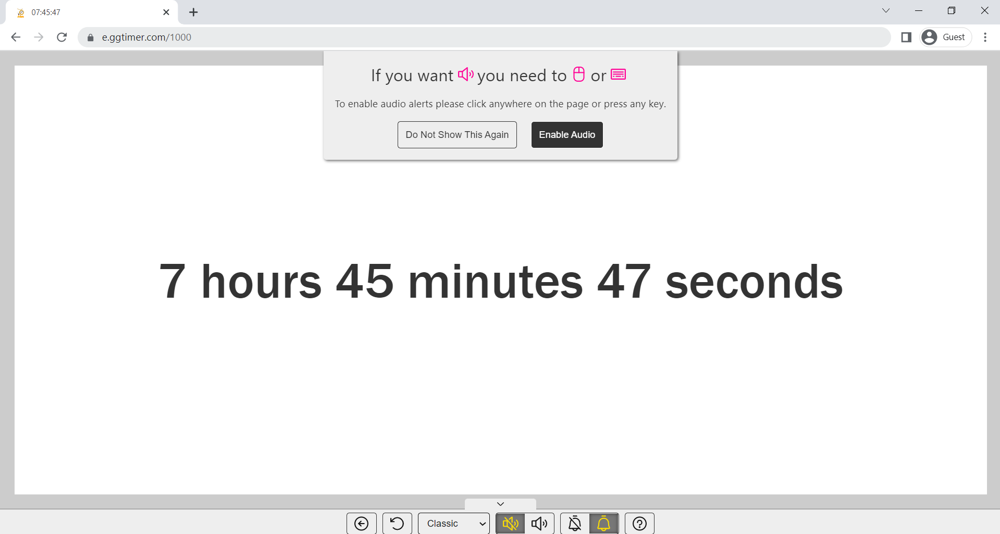 07:45:47
e.ggtimer.com/1000
Guest
If you want you need to or
To enable audio alerts please click anywhere on the page or press any key.
Do Not Show This Again
Enable Audio
7 hours 45 minutes 47 seconds
Classic